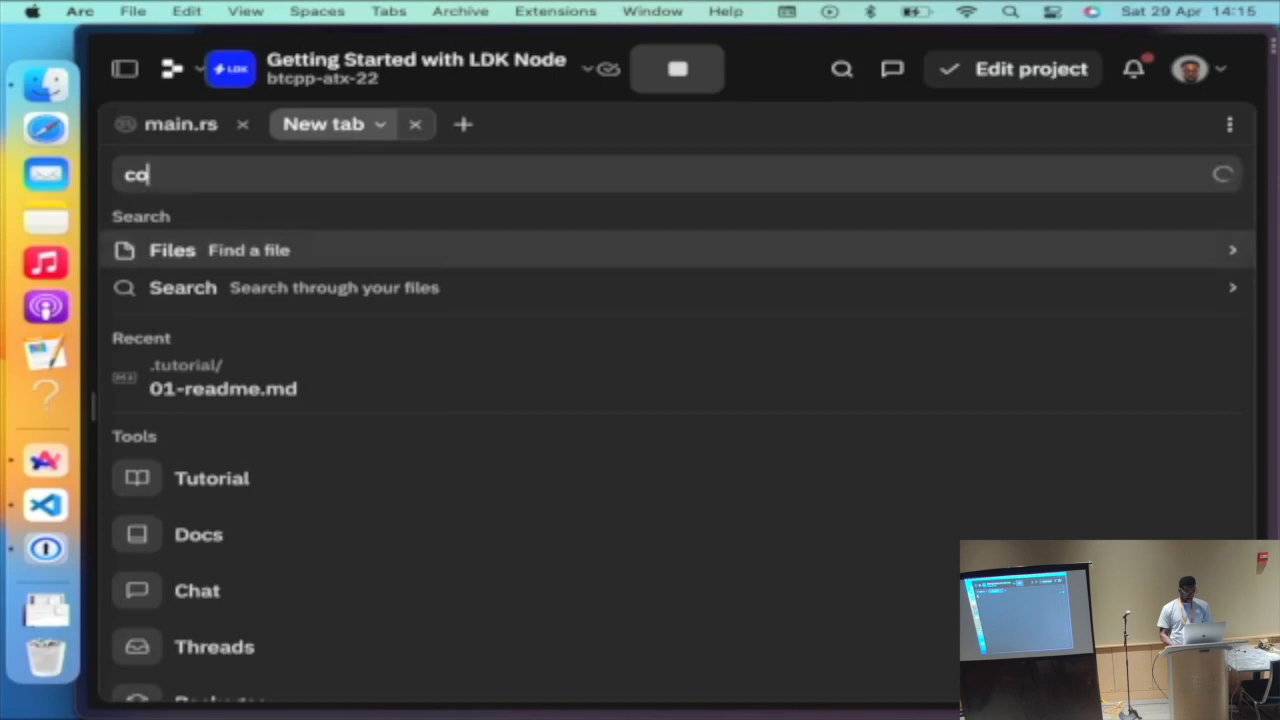 Arc File Edit View Spaces Tabs Archive Extensions Window Help Sat 29 Apr 14:15
LDK Getting Started with LDK Node
btcpp-atx-22
Edit project
main.rs New tab
co
Search
Files Find a file
Search Search through your files
Recent
.tutorial/
01-readme.md
Tools
Tutorial
Docs
Chat
Threads